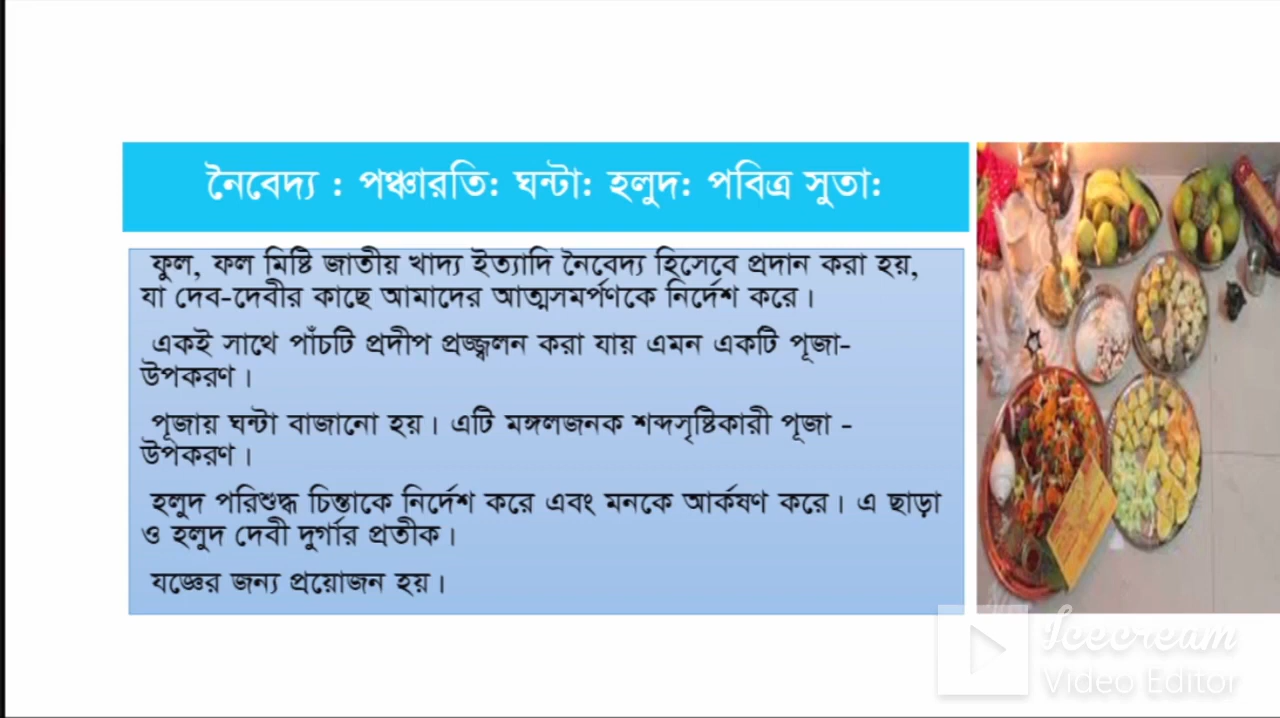 নৈবেদ্য : পঞ্চারতি: ঘন্টা: হলুদ: পবিত্র সুতা:
ফুল, ফল মিষ্টি জাতীয় খাদ্য ইত্যাদি নৈবেদ্য হিসেবে প্রদান করা হয়,
যা দেব-দেবীর কাছে আমাদের আত্মসমর্পণকে নির্দেশ করে।
একই সাথে পাঁচটি প্রদীপ প্রজ্জ্বলন করা যায় এমন একটি পূজা-
উপকরণ।
পূজায় ঘন্টা বাজানো হয়। এটি মঙ্গলজনক শব্দসৃষ্টিকারী পূজা -
উপকরণ।
হলুদ পরিশুদ্ধ চিন্তাকে নির্দেশ করে এবং মনকে আর্কষণ করে। এ ছাড়া
ও হলুদ দেবী দুর্গার প্রতীক।
যজ্ঞের জন্য প্রয়োজন হয়।
Icecream
Video Editor